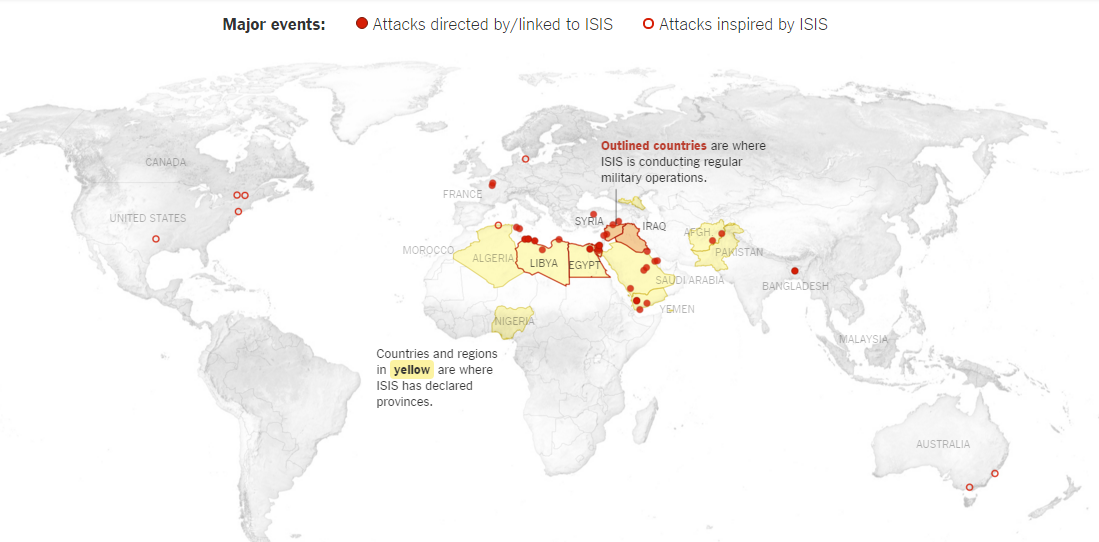 Major events: Attacks directed by/linked to ISIS Attacks inspired by ISIS
Outlined countries are where
ISIS is conducting regular
military operations.
CANADA
FRANCE
UNITED STATES
SYRIA
IRAQ
AFGH.
MOROCCO
ALGERIA
LIBYA
EGYPT
PAKISTAN
SAUDI ARABIA
BANGLADESH
YEMEN
NIGERIA
MALAYSIA
Countries and regions
in yellow are where
ISIS has declared
provinces.
AUSTRALIA